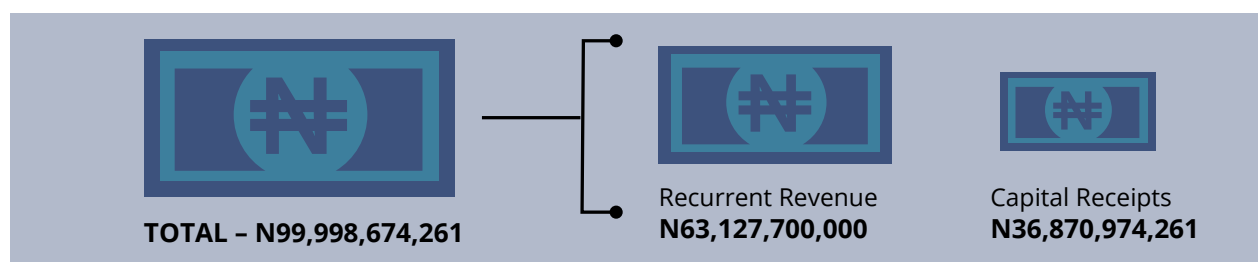 TOTAL – N99,998,674,261
Recurrent Revenue
N63,127,700,000
Capital Receipts
N36,870,974,261